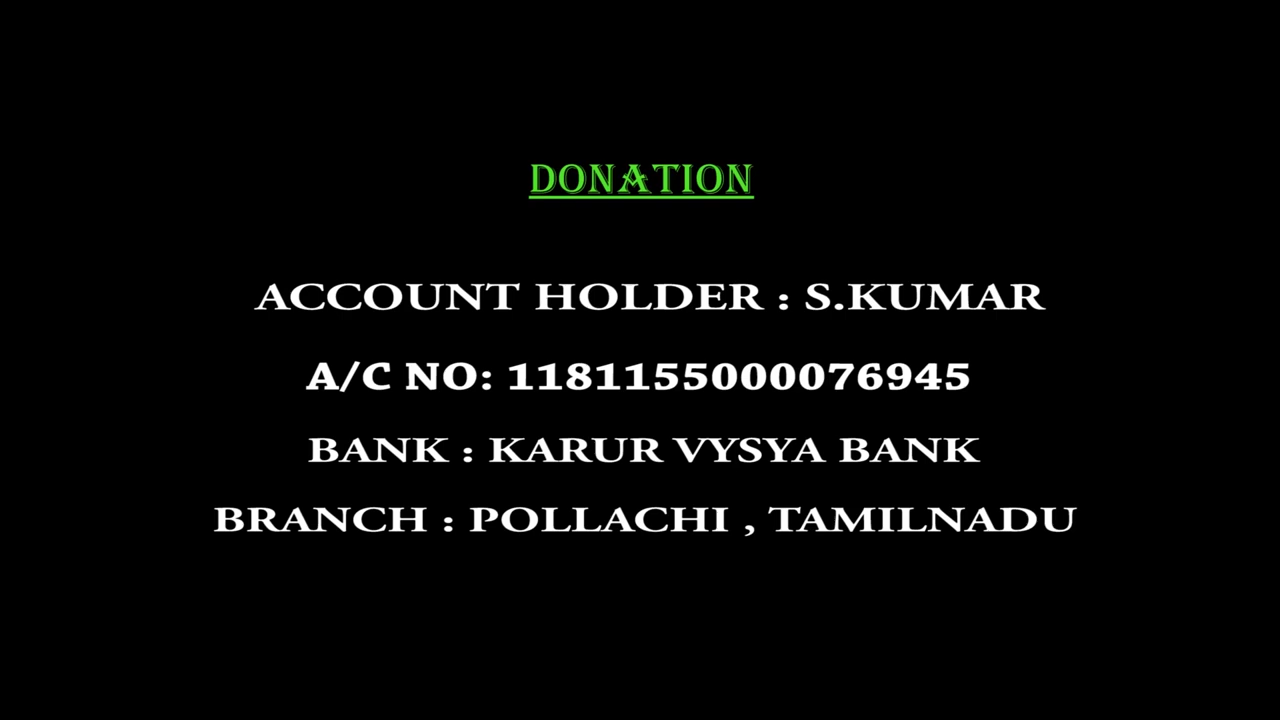 DONATION
ACCOUNT HOLDER : S.KUMAR
A/C NO: 1181155000076945
BANK : KARUR VYSYA BANK
BRANCH : POLLACHI , TAMILNADU